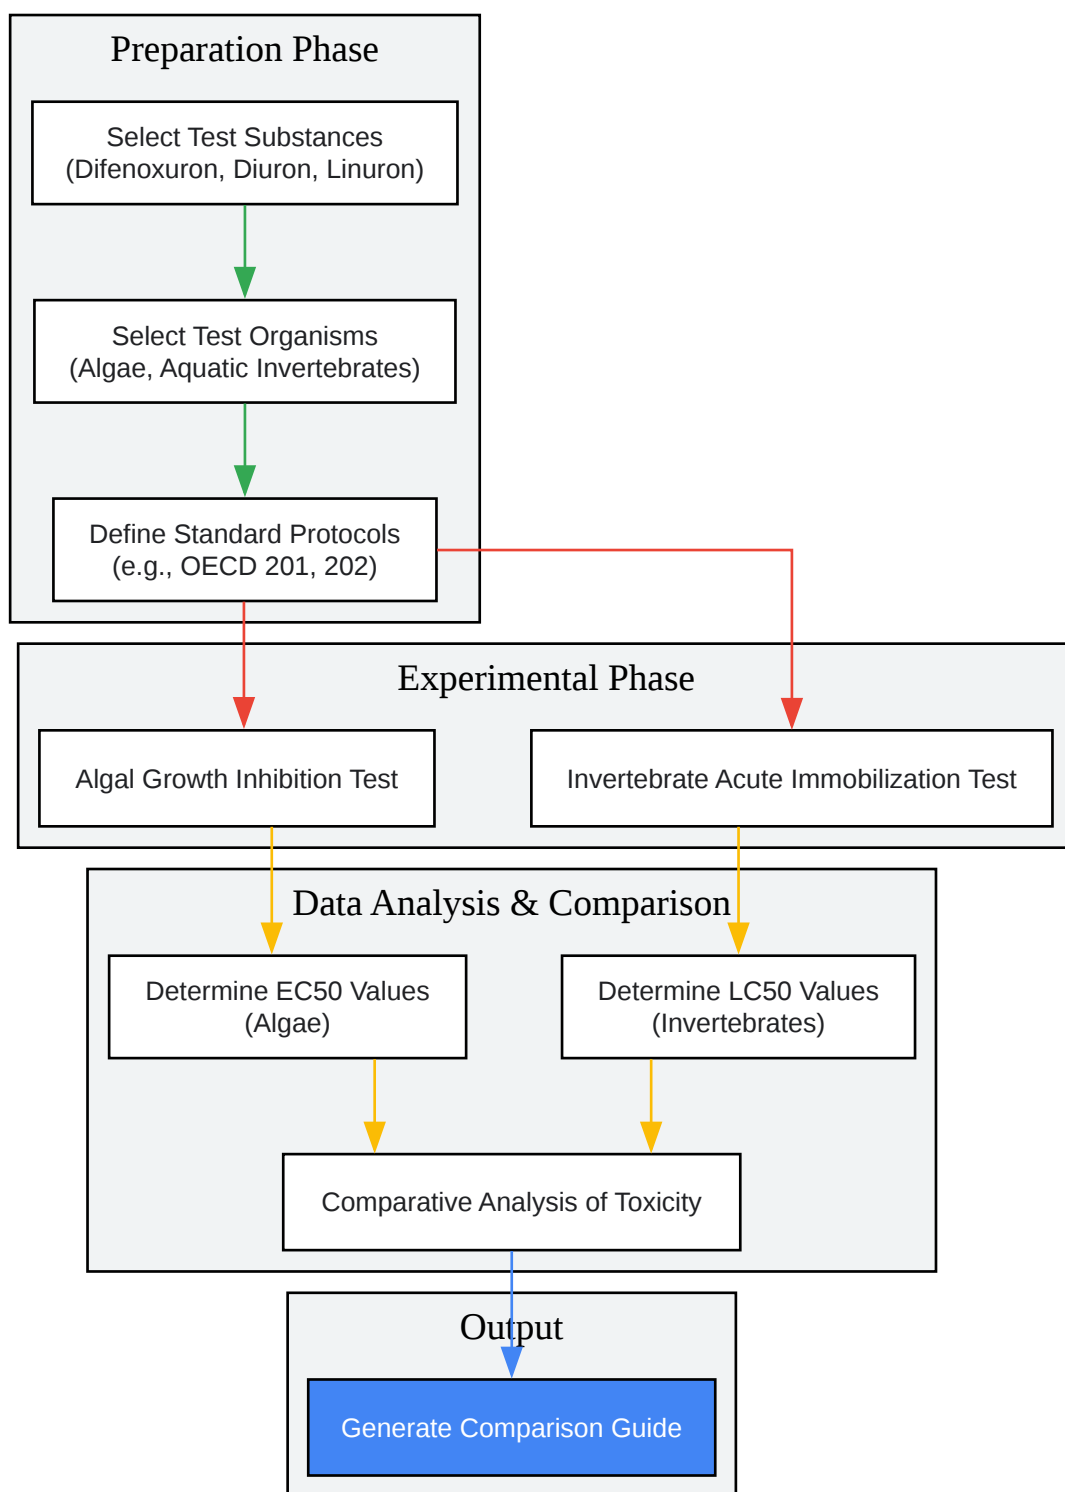 Preparation Phase
Select Test Substances
(Difenoxuron, Diuron, Linuron)
Select Test Organisms
(Algae, Aquatic Invertebrates)
Define Standard Protocols
(e.g., OECD 201, 202)
Experimental Phase
Algal Growth Inhibition Test
Invertebrate Acute Immobilization Test
Data Analysis & Comparison
Determine EC50 Values
(Algae)
Determine LC50 Values
(Invertebrates)
Comparative Analysis of Toxicity
Output
Generate Comparison Guide